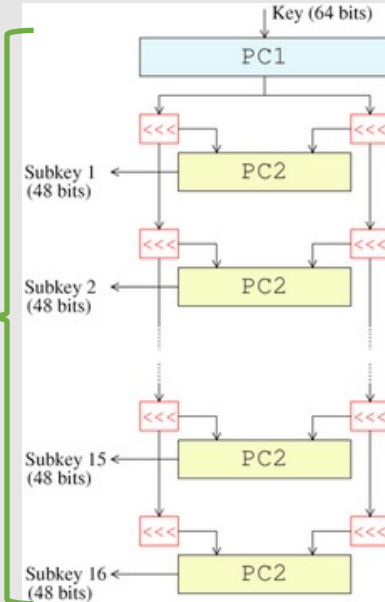 Key (64 bits)
PC1
<<< <<<
Subkey 1 PC2
(48 bits)
<<< <<<
Subkey 2 PC2
(48 bits)
<<< <<<
Subkey 15 PC2
(48 bits)
<<< <<<
Subkey 16 PC2
(48 bits)